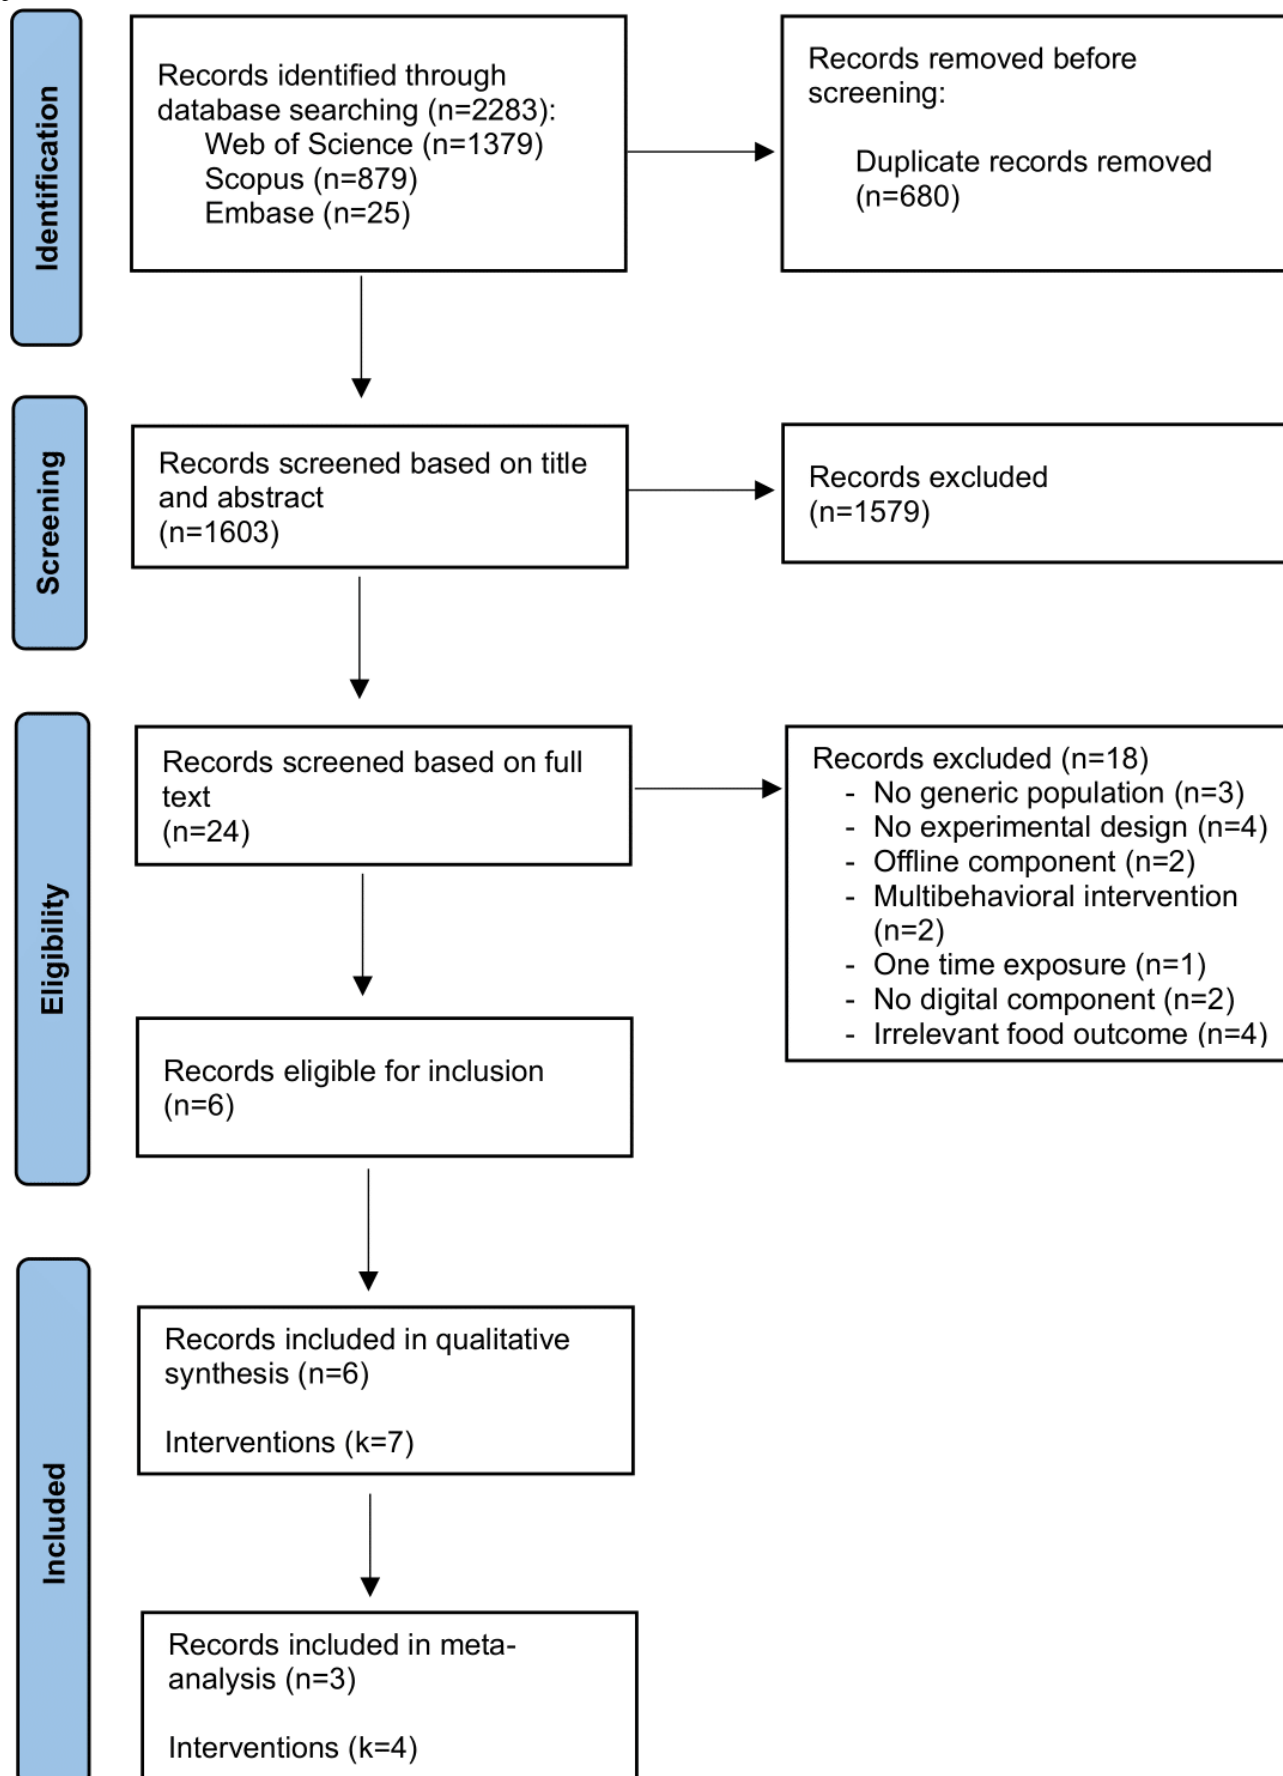 Identification
Records identified through
database searching (n=2283):
Web of Science (n=1379)
Scopus (n=879)
Embase (n=25)
Records removed before
screening:
Duplicate records removed
(n=680)
Screening
Records screened based on title
and abstract
(n=1603)
Records excluded
(n=1579)
Eligibility
Records screened based on full
text
(n=24)
Records excluded (n=18)
- No generic population (n=3)
- No experimental design (n=4)
- Offline component (n=2)
- Multibehavioral intervention
(n=2)
- One time exposure (n=1)
- No digital component (n=2)
- Irrelevant food outcome (n=4)
Records eligible for inclusion
(n=6)
Included
Records included in qualitative
synthesis (n=6)
Interventions (k=7)
Records included in meta-
analysis (n=3)
Interventions (k=4)